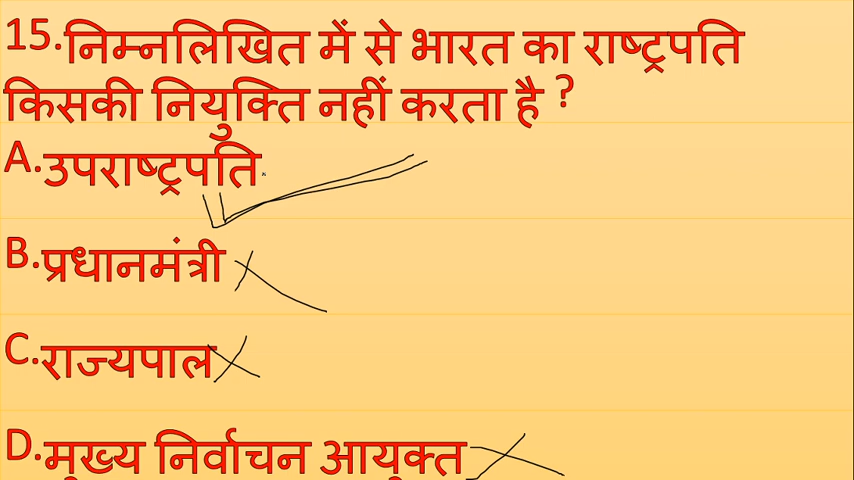 15.निम्नलिखित में से भारत का राष्ट्रपति
किसकी नियुक्ति नहीं करता है ?
A.उपराष्ट्रपति
B.प्रधानमंत्री
C.राज्यपाल
D.मुख्य निर्वाचन आयुक्त